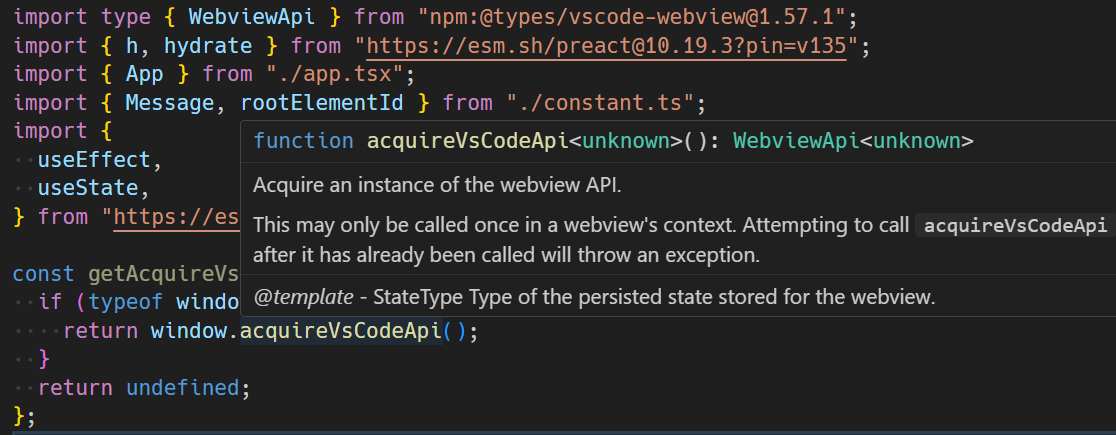 import type { WebviewApi } from "npm:@types/vscode-webview@1.57.1";
import { h, hydrate } from "https://esm.sh/preact@10.19.3?pin=v135";
import { App } from "./app.tsx";
import { Message, rootElementId } from "./constant.ts";
import {
function acquireVsCodeApi<unknown>(): WebviewApi<unknown>
useEffect,
Acquire an instance of the webview API.
useState,
} from "https://es
This may only be called once in a webview's context. Attempting to call acquireVsCodeApi
after it has already been called will throw an exception.
const getAcquireVs
@template - StateType Type of the persisted state stored for the webview.
if (typeof windo
return window.acquireVsCodeApi();
}
return undefined;
};